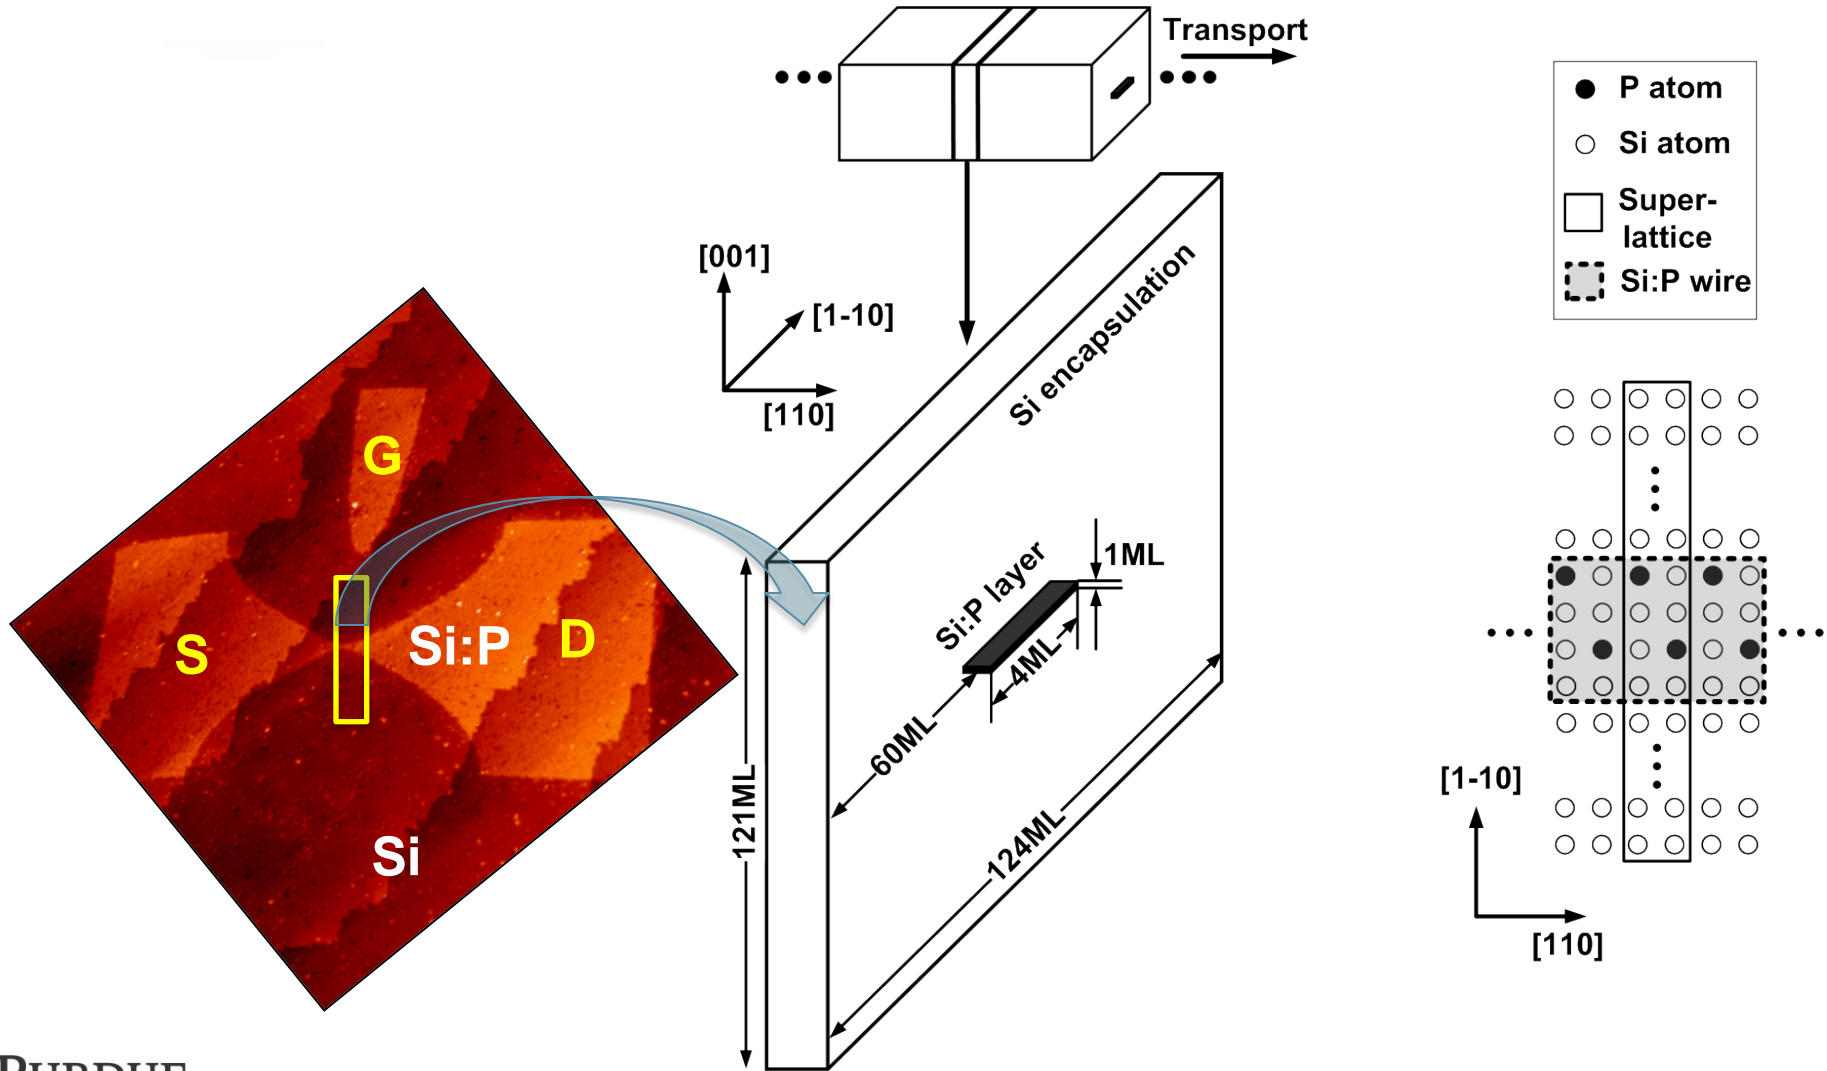 Transport
P atom
Si atom
Super-
lattice
Si:P wire
[001]
[1-10]
[110]
Si encapsulation
G
S
Si:P
D
Si
Si:P layer
1ML
4ML
60ML
121ML
124ML
[1-10]
[110]
PURDUE